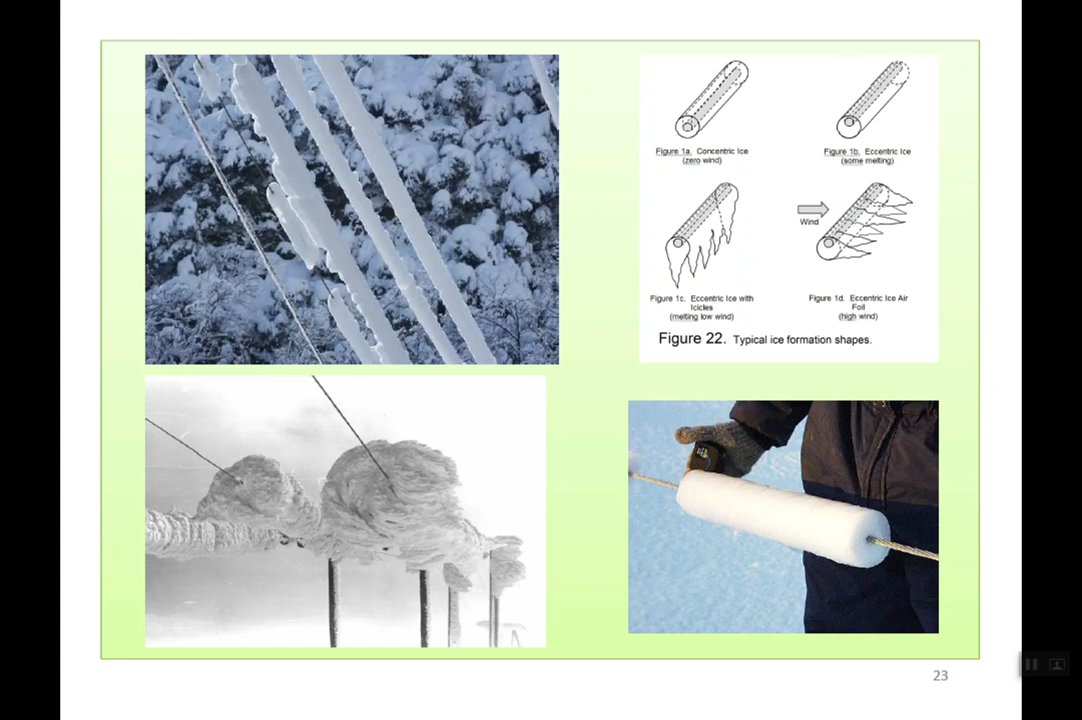 Figure 1a. Concentric Ice
(zero wind)
Figure 1b. Eccentric Ice
(some melting)
Wind
Figure 1c. Eccentric Ice with
Icicles
(melting low wind)
Figure 1d. Eccentric Ice Air
Foil
(high wind)
Figure 22. Typical ice formation shapes.
23